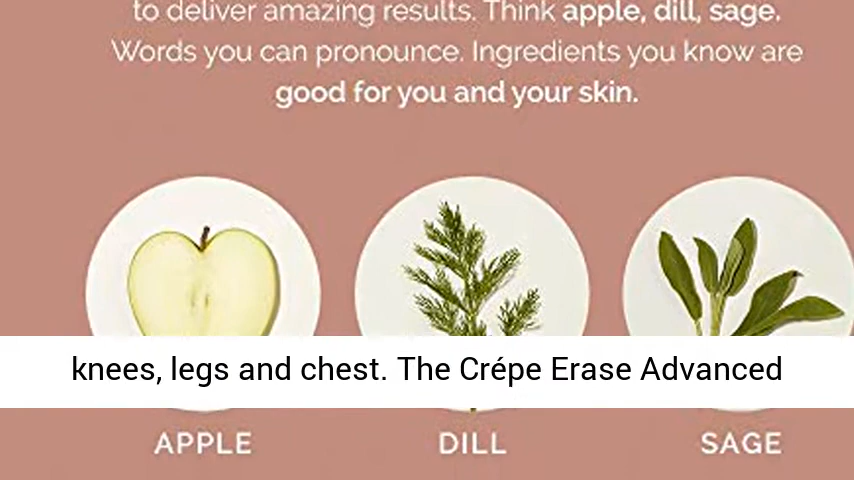 to deliver amazing results. Think apple, dill, sage.
Words you can pronounce. Ingredients you know are
good for you and your skin.
knees, legs and chest. The Crépe Erase Advanced
APPLE DILL SAGE